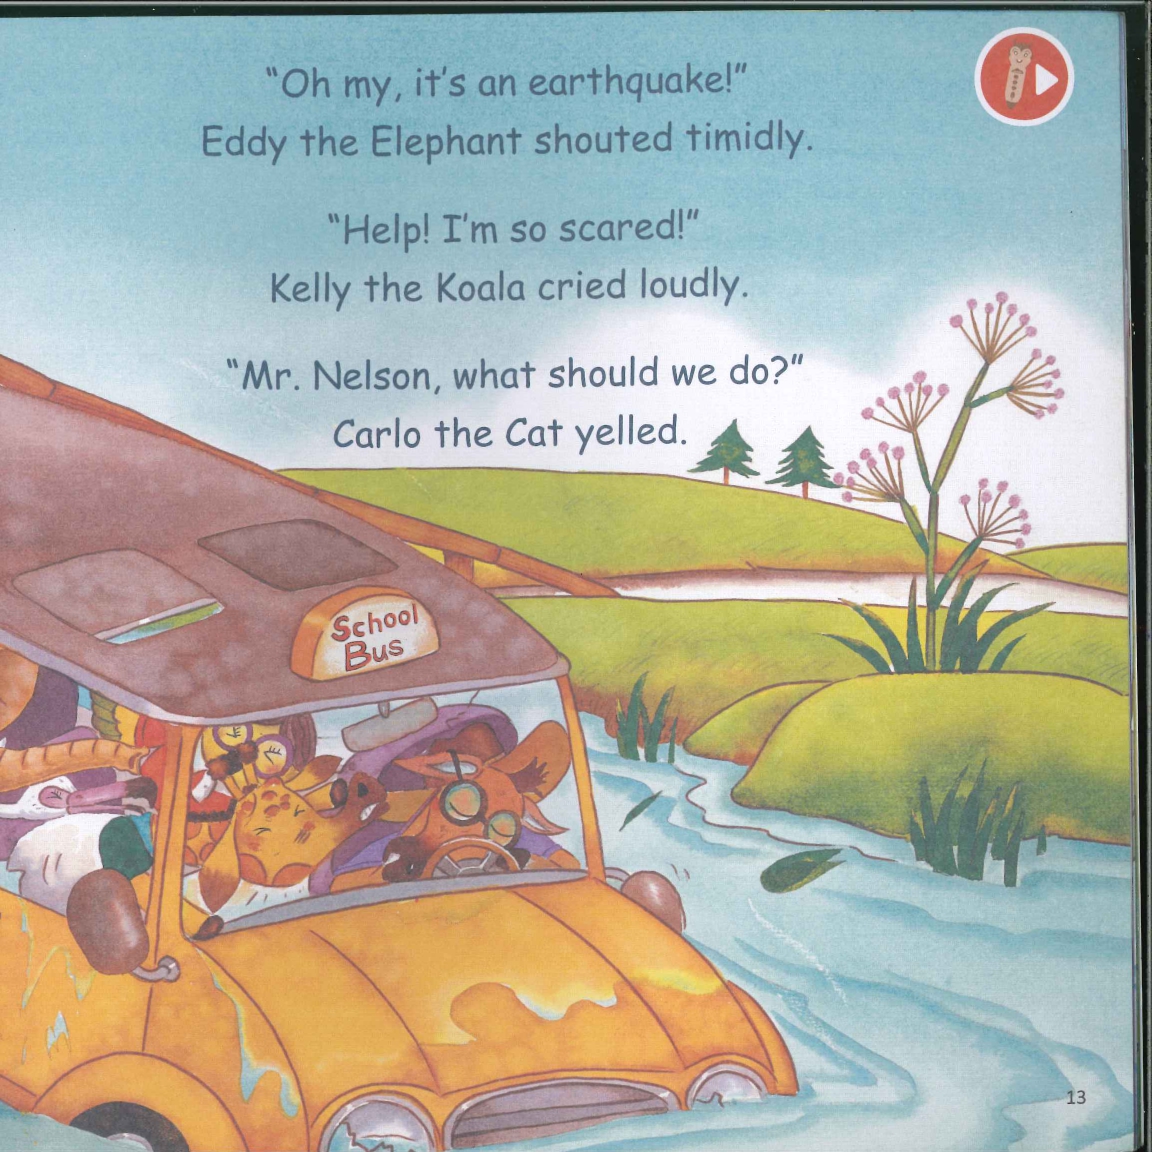 “Oh my, it’s an earthquake!”
Eddy the Elephant shouted timidly.
“Help! I’m so scared!”
Kelly the Koala cried loudly.
“Mr. Nelson, what should we do?”
Carlo the Cat yelled.
School
Bus
13